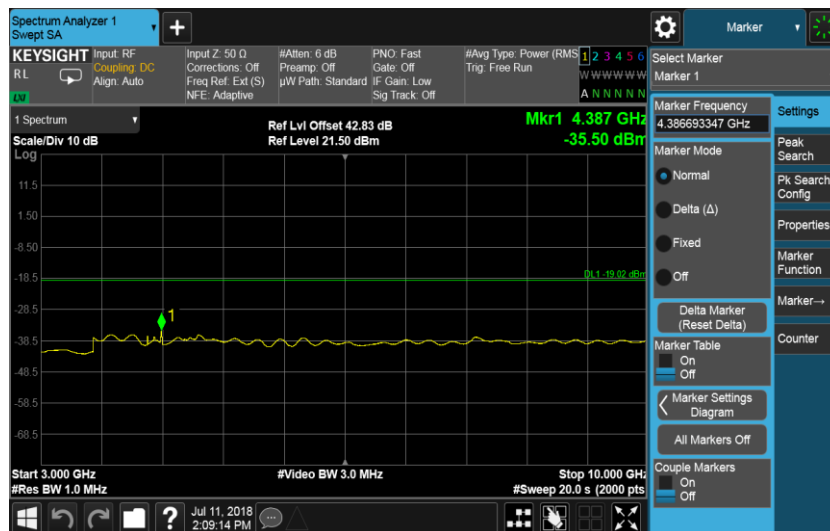 Spectrum Analyzer 1
Swept SA
+
Marker
KEYSIGHT
RL
LXI
Input: RF
Coupling: DC
Align: Auto
Input Z: 50 Ω
Corrections: Off
Freq Ref: Ext (S)
NFE: Adaptive
#Atten: 6 dB
Preamp: Off
µW Path: Standard
PNO: Fast
Gate: Off
IF Gain: Low
Sig Track: Off
#Avg Type: Power (RMS
Trig: Free Run
1 2 3 4 5 6
W W W W W W
A N N N N N
Select Marker
Marker 1
1 Spectrum
Scale/Div 10 dB
Log
Ref Lvl Offset 42.83 dB
Ref Level 21.50 dBm
Mkr1 4.387 GHz
-35.50 dBm
11.5
1.50
-8.50
-18.5
-28.5
-38.5
-48.5
-58.5
-68.5
DL1 -19.02 dBm
1
Start 3.000 GHz
#Res BW 1.0 MHz
#Video BW 3.0 MHz
Stop 10.000 GHz
#Sweep 20.0 s (2000 pts
Marker Frequency
4.386693347 GHz
Marker Mode
Normal
Delta (Δ)
Fixed
Off
Delta Marker
(Reset Delta)
Marker Table
On
Off
Marker Settings
Diagram
All Markers Off
Couple Markers
On
Off
Settings
Peak
Search
Pk Search
Config
Properties
Marker
Function
Marker→
Counter
?
Jul 11, 2018
2:09:14 PM